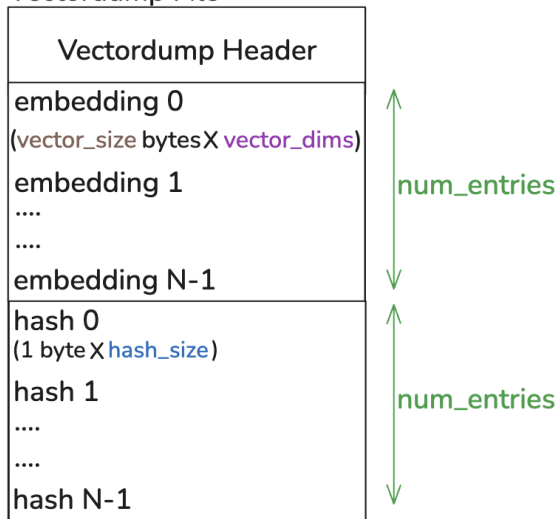 Vectordump Header
embedding 0
(vector_size bytes X vector_dims)
embedding 1
....
....
embedding N-1
num_entries
hash 0
(1 byte X hash_size)
hash 1
....
....
hash N-1
num_entries